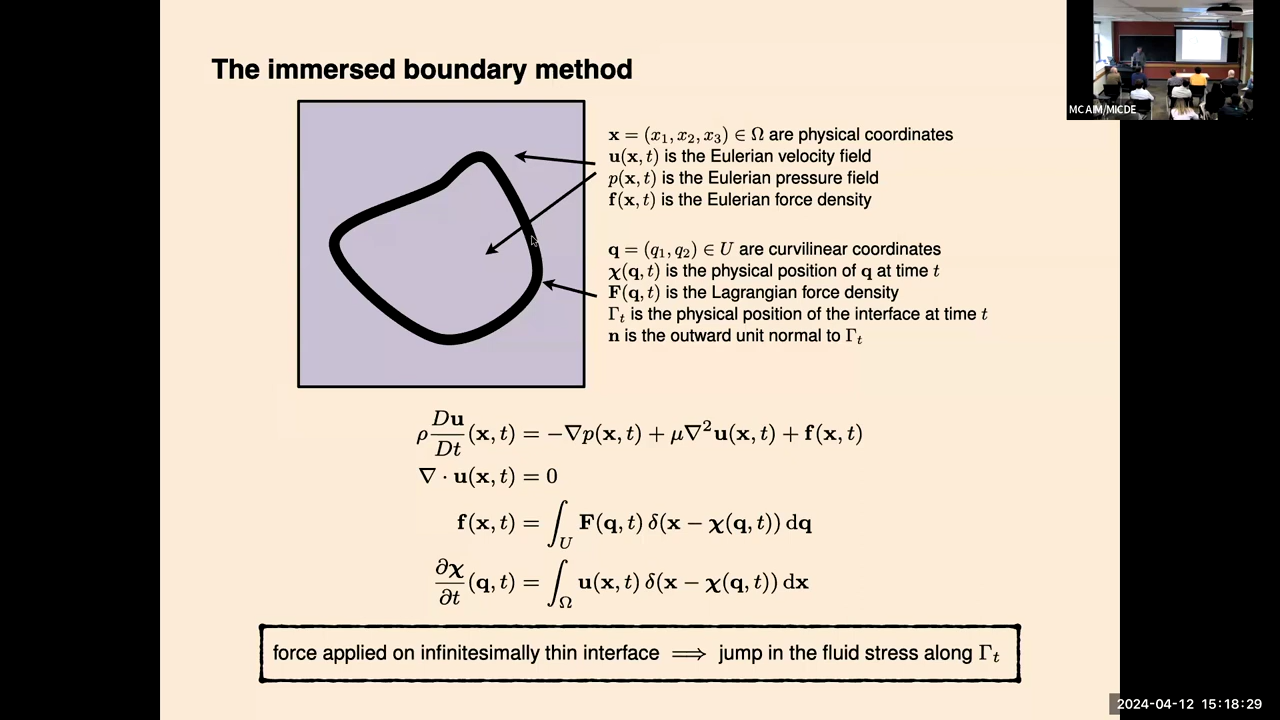 The immersed boundary method
x = (x₁, x₂, x₃) ∈ Ω are physical coordinates
u(x, t) is the Eulerian velocity field
p(x, t) is the Eulerian pressure field
f(x, t) is the Eulerian force density
q = (q₁, q₂) ∈ U are curvilinear coordinates
χ(q, t) is the physical position of q at time t
F(q, t) is the Lagrangian force density
Γₜ is the physical position of the interface at time t
n is the outward unit normal to Γₜ
ρ Du/Dt (x, t) = −∇p(x, t) + μ∇²u(x, t) + f(x, t)
∇ · u(x, t) = 0
f(x, t) = ∫_U F(q, t) δ(x − χ(q, t)) dq
∂χ/∂t (q, t) = ∫_Ω u(x, t) δ(x − χ(q, t)) dx
force applied on infinitesimally thin interface ⟹ jump in the fluid stress along Γₜ
MCAIM/MICDE
2024-04-12 15:18:29